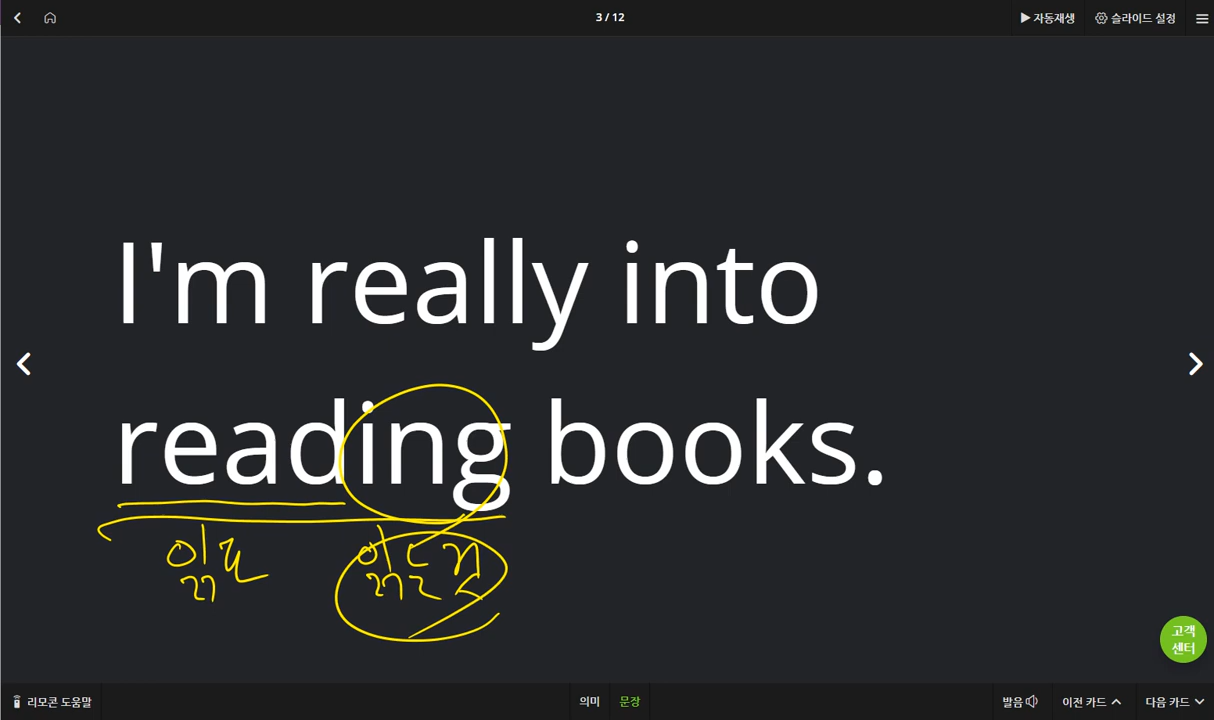 3 / 12
▶ 자동재생
슬라이드 설정
I'm really into
reading books.
읽
읽는 것
고객
센터
리모콘 도움말
의미
문장
발음
이전 카드
다음 카드